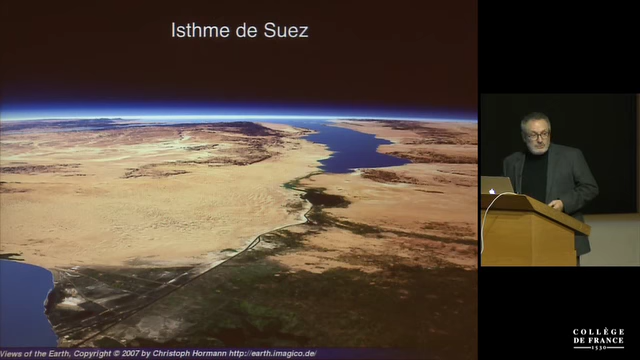 Isthme de Suez
Views of the Earth, Copyright © 2007 by Christoph Hormann http://earth.imagico.de/
COLLÈGE
DE FRANCE
1530